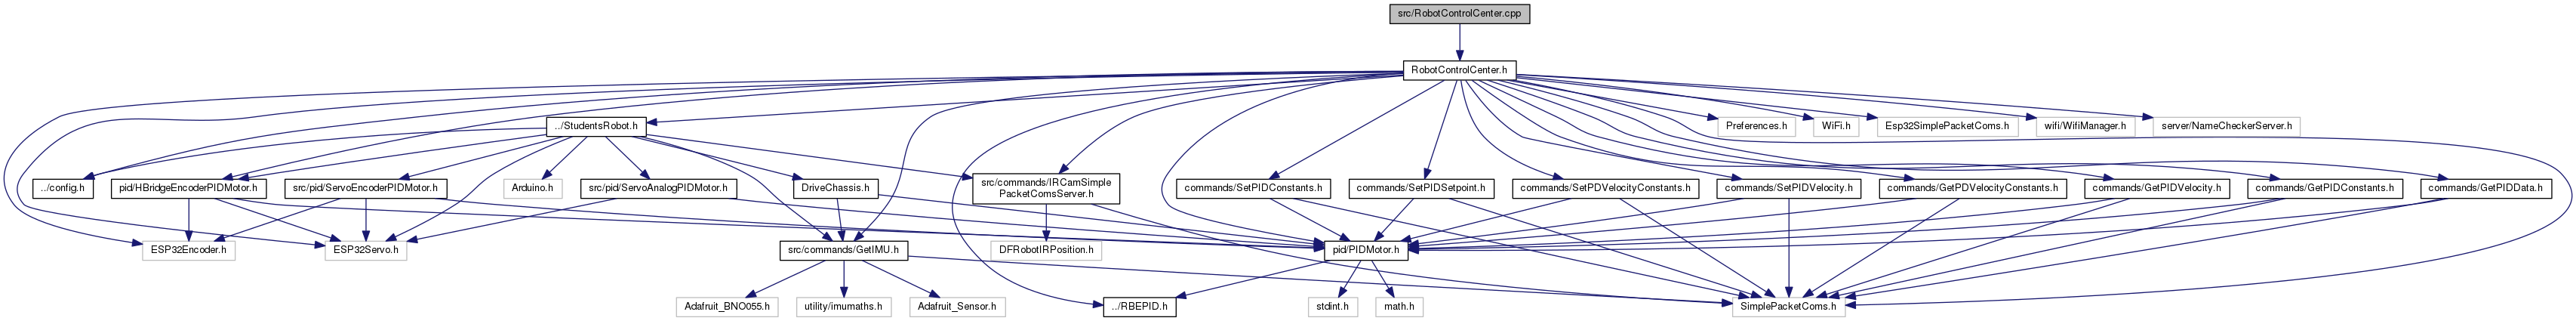 src/RobotControlCenter.cpp
RobotControlCenter.h
../StudentsRobot.h
Preferences.h
WiFi.h
Esp32SimplePacketComs.h
wifi/WifiManager.h
server/NameCheckerServer.h
../config.h
pid/HBridgeEncoderPIDMotor.h
src/pid/ServoEncoderPIDMotor.h
Arduino.h
src/pid/ServoAnalogPIDMotor.h
DriveChassis.h
src/commands/IRCamSimple
PacketComsServer.h
commands/SetPIDConstants.h
commands/SetPIDSetpoint.h
commands/SetPDVelocityConstants.h
commands/SetPIDVelocity.h
commands/GetPDVelocityConstants.h
commands/GetPIDVelocity.h
commands/GetPIDConstants.h
commands/GetPIDData.h
ESP32Encoder.h
ESP32Servo.h
src/commands/GetIMU.h
DFRobotIRPosition.h
pid/PIDMotor.h
Adafruit_BNO055.h
utility/imumaths.h
Adafruit_Sensor.h
../RBEPID.h
stdint.h
math.h
SimplePacketComs.h